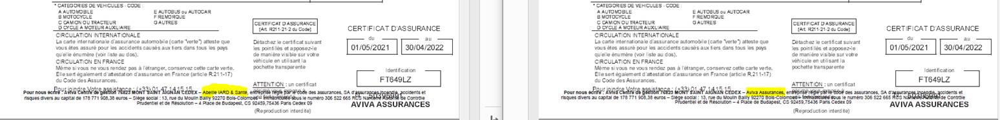 * CATEGORIES DE VEHICULES - CODE :
A AUTOMOBILE E AUTOBUS ou AUTOCAR
B MOTOCYCLE F REMORQUE
C CAMION OU TRACTEUR G AUTRES
D CYCLE A MOTEUR AUXILIAIRE
CIRCULATION INTERNATIONALE
La carte internationale d'assurance automobile (carte "verte") atteste que
vous êtes assuré pour les accidents causés aux tiers dans tous les pays
qu'elle énumère (voir liste au dos).
CIRCULATION EN FRANCE
Même si vous ne vous rendez pas à l'étranger, conservez cette carte verte.
Elle sert également d'attestation d'assurance en France (article R.211-17)
du Code des Assurances.
Pour joindre Votre assistance : (+33) 01 47 14 15 15
CERTIFICAT D'ASSURANCE
[Art. R211-21-2 du Code]
Détachez le certificat suivant
les pointillés et apposez-le
de manière visible sur votre
véhicule en utilisant la
pochette transparente
ATTENTION : un certificat
CERTIFICAT D'ASSURANCE
du au
01/05/2021 30/04/2022
Identification
FT649LZ
Pour nous écrire : Aviva Centre de gestion 76823 MONT SAINT AIGNAN CEDEX – Abeille IARD & Santé, entreprise régie par le code des assurances, SA d'assurances Incendie, accidents et
risques divers au capital de 178 771 908,38 euros – Siège social : 13, rue du Moulin Bailly 92270 Bois-Colombes – Immatriculée sous le numéro 306 522 665 RCS Nanterre Autorité de Contrôle
Prudentiel et de Résolution – 4 Place de Budapest, CS 92459,75436 Paris Cedex 09
AVIVA ASSURANCES
(Reproduction interdite)
* CATEGORIES DE VEHICULES - CODE :
A AUTOMOBILE E AUTOBUS ou AUTOCAR
B MOTOCYCLE F REMORQUE
C CAMION OU TRACTEUR G AUTRES
D CYCLE A MOTEUR AUXILIAIRE
CIRCULATION INTERNATIONALE
La carte internationale d'assurance automobile (carte "verte") atteste que
vous êtes assuré pour les accidents causés aux tiers dans tous les pays
qu'elle énumère (voir liste au dos).
CIRCULATION EN FRANCE
Même si vous ne vous rendez pas à l'étranger, conservez cette carte verte.
Elle sert également d'attestation d'assurance en France (article R.211-17)
du Code des Assurances.
Pour joindre Votre assistance : (+33) 01 47 14 15 15
CERTIFICAT D'ASSURANCE
[Art. R211-21-2 du Code]
Détachez le certificat suivant
les pointillés et apposez-le
de manière visible sur votre
véhicule en utilisant la
pochette transparente
ATTENTION : un certificat
CERTIFICAT D'ASSURANCE
du au
01/05/2021 30/04/2022
Identification
FT649LZ
Pour nous écrire : Aviva Centre de gestion 76823 MONT SAINT AIGNAN CEDEX – Aviva Assurances, entreprise régie par le code des assurances, SA d'assurances Incendie, accidents et
risques divers au capital de 178 771 908,38 euros – Siège social : 13, rue du Moulin Bailly 92270 Bois-Colombes – Immatriculée sous le numéro 306 522 665 RCS Nanterre Autorité de Contrôle
Prudentiel et de Résolution – 4 Place de Budapest, CS 92459,75436 Paris Cedex 09
AVIVA ASSURANCES
(Reproduction interdite)